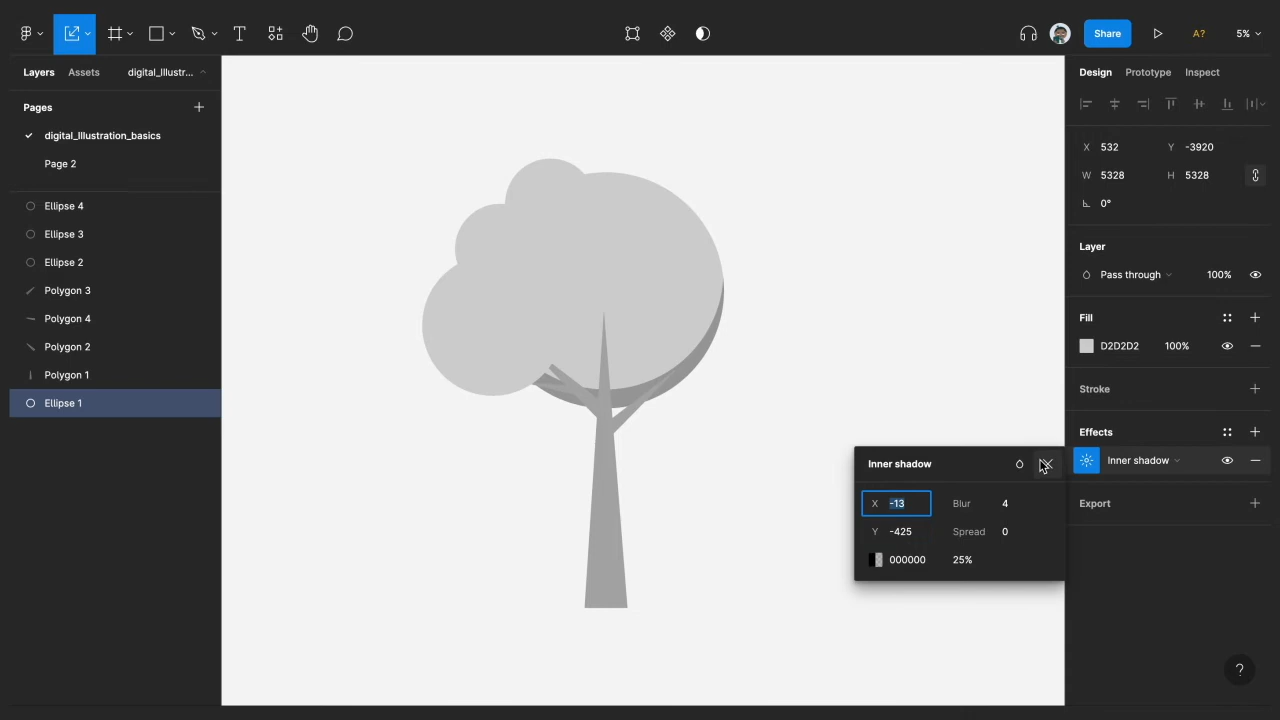 T
Share
A?
5%
Layers
Assets
digital_Illustr...
Design
Prototype
Inspect
Pages
digital_Illustration_basics
Page 2
X 532
Y -3920
W 5328
H 5328
0°
Ellipse 4
Ellipse 3
Ellipse 2
Polygon 3
Polygon 4
Polygon 2
Polygon 1
Ellipse 1
Layer
Pass through
100%
Fill
D2D2D2
100%
Stroke
Effects
Inner shadow
Export
Inner shadow
X -13
Blur 4
Y -425
Spread 0
000000
25%
?